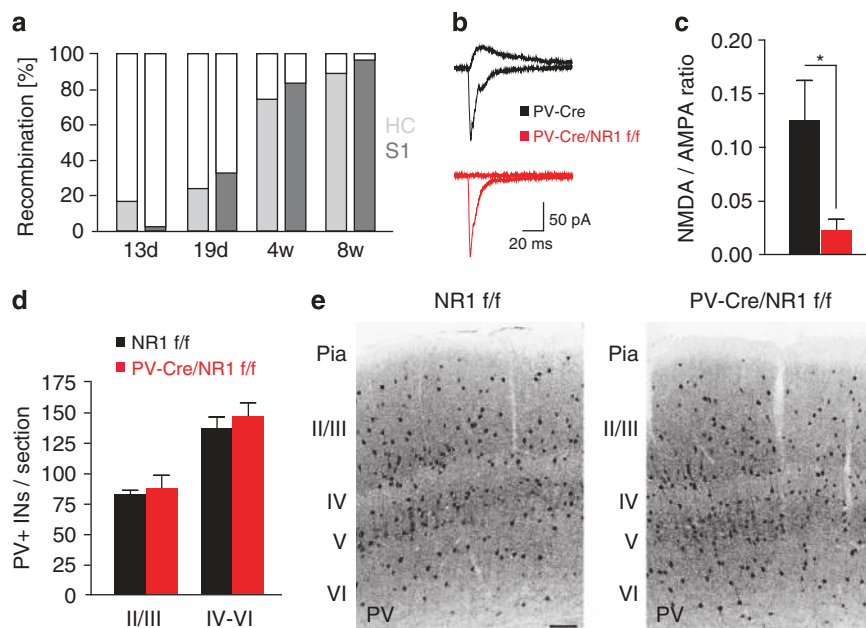 a
Recombination [%]
100
80
60
40
20
0
13d 19d 4w 8w
HC
S1
b
PV-Cre
PV-Cre/NR1 f/f
50 pA
20 ms
c
NMDA / AMPA ratio
0.20
0.15
0.10
0.05
0.00
*
d
NR1 f/f
PV-Cre/NR1 f/f
PV+ INs / section
175
150
125
100
75
50
25
0
II/III IV-VI
e
NR1 f/f PV-Cre/NR1 f/f
Pia Pia
II/III II/III
IV IV
V V
VI VI
PV PV